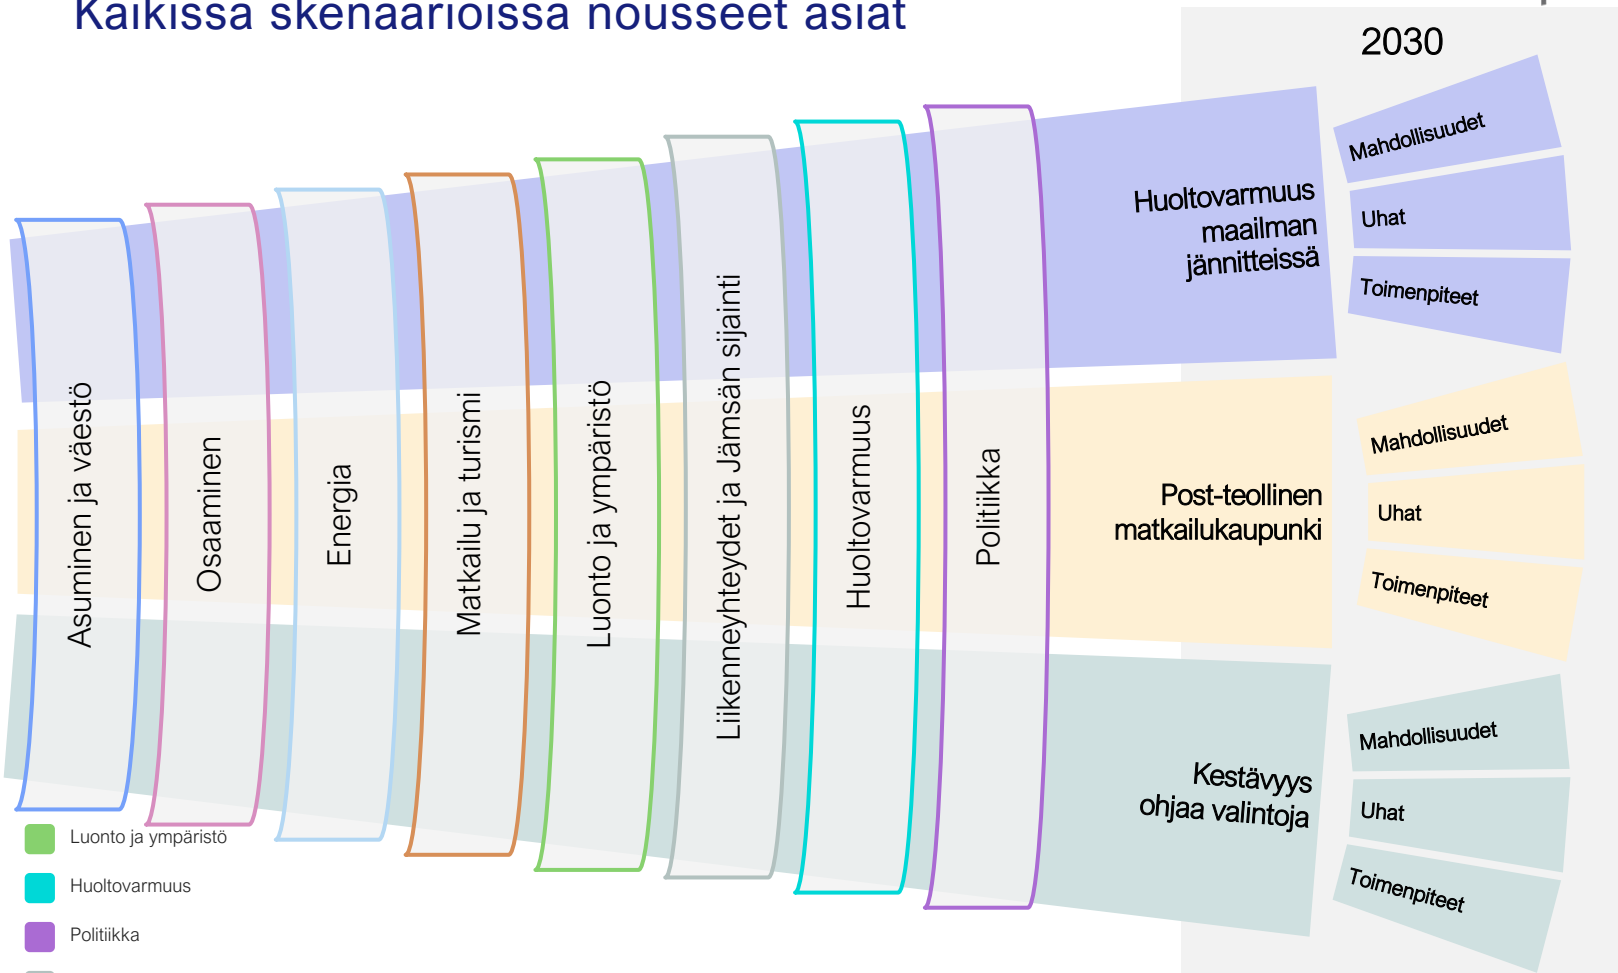 Kaikissa skenaarioissa nousseet asiat
2030
Asuminen ja väestö
Osaaminen
Energia
Matkailu ja turismi
Luonto ja ympäristö
Liikenneyhteydet ja Jämsän sijainti
Huoltovarmuus
Politiikka
Huoltovarmuus
maailman
jännitteissä
Mahdollisuudet
Uhat
Toimenpiteet
Post-teollinen
matkailukaupunki
Mahdollisuudet
Uhat
Toimenpiteet
Kestävyys
ohjaa valintoja
Mahdollisuudet
Uhat
Toimenpiteet
Luonto ja ympäristö
Huoltovarmuus
Politiikka